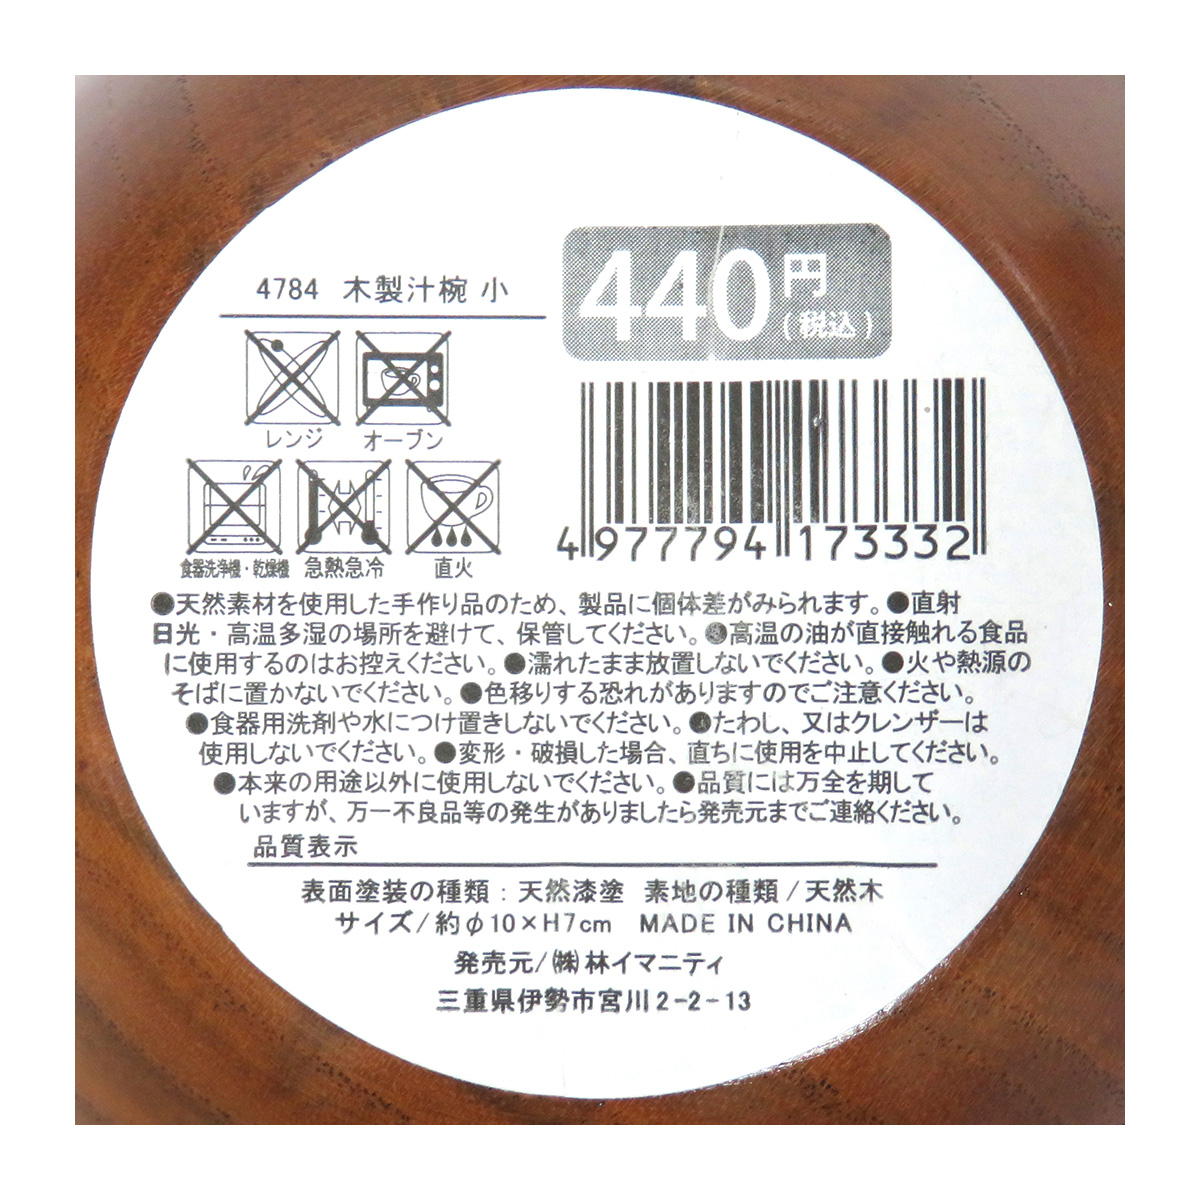 4784 木製汁椀 小
440円
(税込)
レンジ オーブン
食器洗浄機・乾燥機 急熱急冷 直火
4 977794 173332
●天然素材を使用した手作り品のため、製品に個体差がみられます。●直射
日光・高温多湿の場所を避けて、保管してください。●高温の油が直接触れる食品
に使用するのはお控えください。●濡れたまま放置しないでください。●火や熱源の
そばに置かないでください。●色移りする恐れがありますのでご注意ください。
●食器用洗剤や水につけ置きしないでください。●たわし、又はクレンザーは
使用しないでください。●変形・破損した場合、直ちに使用を中止してください。
●本来の用途以外に使用しないでください。●品質には万全を期して
いますが、万一不良品等の発生がありましたら発売元までご連絡ください。
品質表示
表面塗装の種類:天然漆塗 素地の種類/天然木
サイズ/約φ10×H7cm MADE IN CHINA
発売元/㈱林イマニティ
三重県伊勢市宮川2-2-13